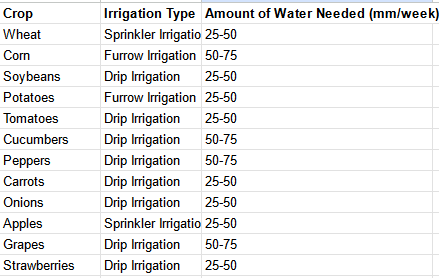 Crop Irrigation Type Amount of Water Needed (mm/week)
Wheat Sprinkler Irrigatio 25-50
Corn Furrow Irrigation 50-75
Soybeans Drip Irrigation 25-50
Potatoes Furrow Irrigation 25-50
Tomatoes Drip Irrigation 25-50
Cucumbers Drip Irrigation 50-75
Peppers Drip Irrigation 50-75
Carrots Drip Irrigation 25-50
Onions Drip Irrigation 25-50
Apples Sprinkler Irrigatio 25-50
Grapes Drip Irrigation 50-75
Strawberries Drip Irrigation 25-50